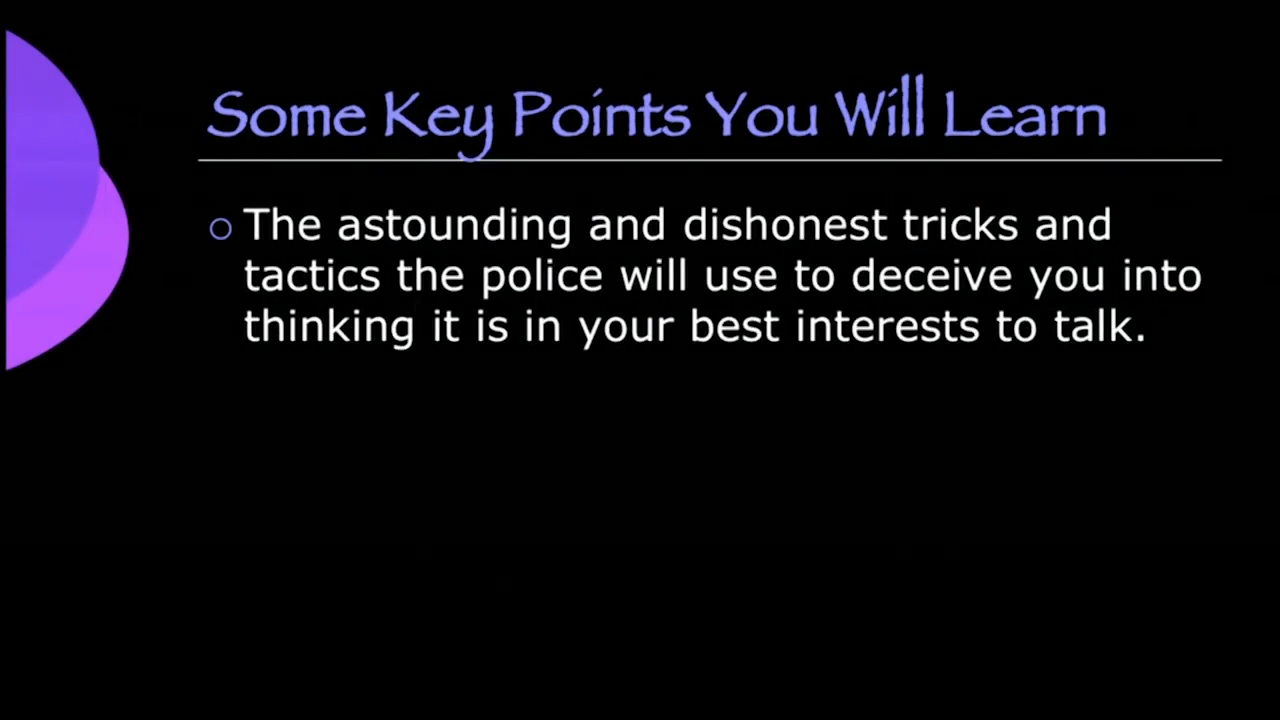 Some Key Points You Will Learn
The astounding and dishonest tricks and
tactics the police will use to deceive you into
thinking it is in your best interests to talk.